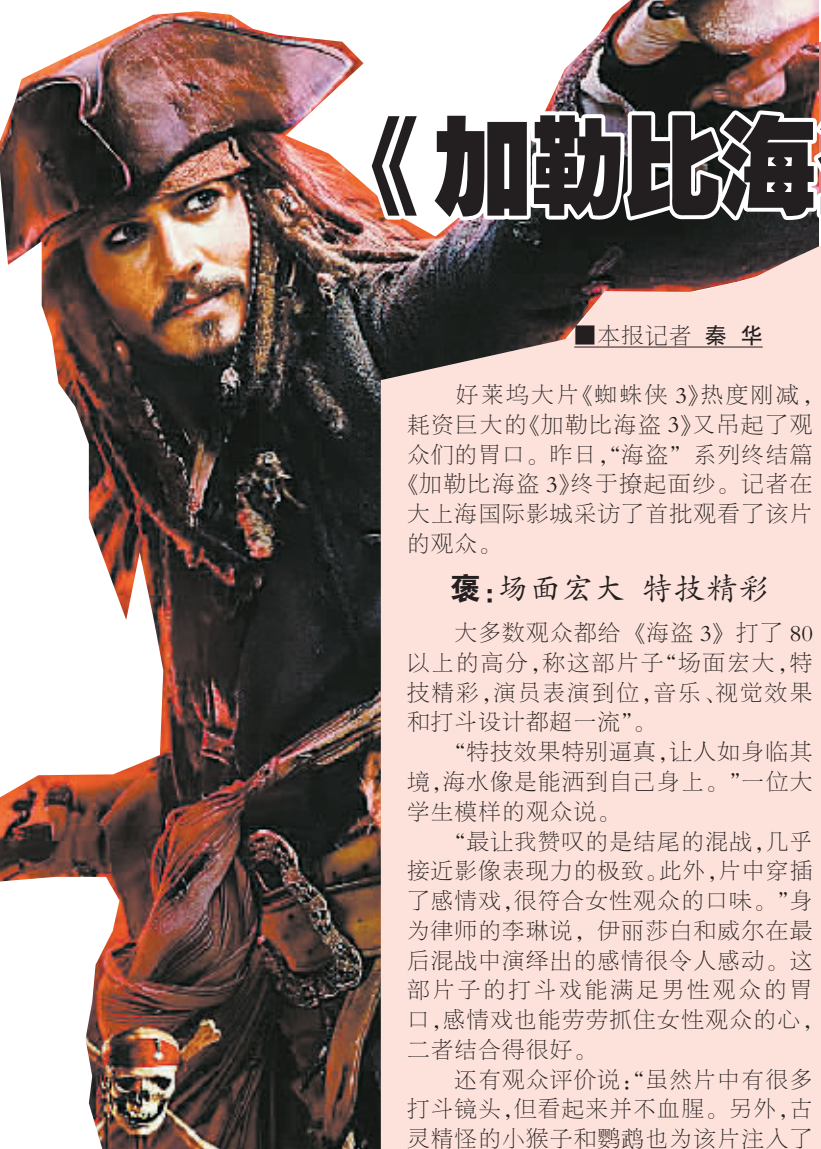 《加勒比海
■本报记者 秦 华
好莱坞大片《蜘蛛侠 3》热度刚减，
耗资巨大的《加勒比海盗 3》又吊起了观
众们的胃口。昨日，“海盗” 系列终结篇
《加勒比海盗 3》终于撩起面纱。记者在
大上海国际影城采访了首批观看了该片
的观众。
褒：场面宏大 特技精彩
大多数观众都给《海盗 3》打了 80
以上的高分，称这部片子“场面宏大，特
技精彩，演员表演到位，音乐、视觉效果
和打斗设计都超一流”。
“特技效果特别逼真，让人如身临其
境，海水像是能洒到自己身上。”一位大
学生模样的观众说。
“最让我赞叹的是结尾的混战，几乎
接近影像表现力的极致。此外，片中穿插
了感情戏，很符合女性观众的口味。”身
为律师的李琳说，伊丽莎白和威尔在最
后混战中演绎出的感情很令人感动。这
部片子的打斗戏能满足男性观众的胃
口，感情戏也能劳劳抓住女性观众的心，
二者结合得很好。
还有观众评价说：“虽然片中有很多
打斗镜头，但看起来并不血腥。另外，古
灵精怪的小猴子和鹦鹉也为该片注入了